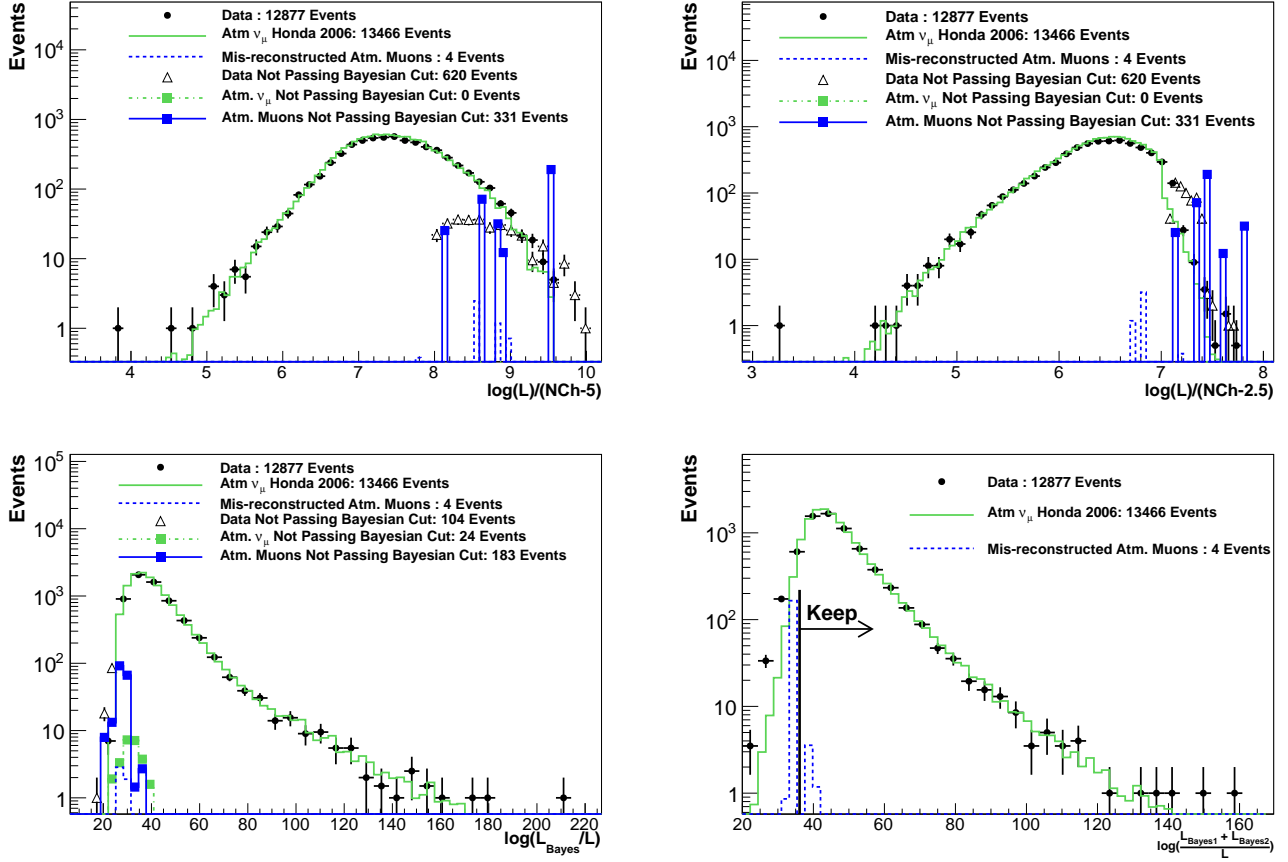 Events
10^4
10^3
10^2
10
1
Data : 12877 Events
Atm ν_μ Honda 2006: 13466 Events
Mis-reconstructed Atm. Muons : 4 Events
Data Not Passing Bayesian Cut: 620 Events
Atm. ν_μ Not Passing Bayesian Cut: 0 Events
Atm. Muons Not Passing Bayesian Cut: 331 Events
4 5 6 7 8 9 10
log(L)/(NCh-5)
Events
10^4
10^3
10^2
10
1
Data : 12877 Events
Atm ν_μ Honda 2006: 13466 Events
Mis-reconstructed Atm. Muons : 4 Events
Data Not Passing Bayesian Cut: 620 Events
Atm. ν_μ Not Passing Bayesian Cut: 0 Events
Atm. Muons Not Passing Bayesian Cut: 331 Events
3 4 5 6 7 8
log(L)/(NCh-2.5)
Events
10^5
10^4
10^3
10^2
10
1
Data : 12877 Events
Atm ν_μ Honda 2006: 13466 Events
Mis-reconstructed Atm. Muons : 4 Events
Data Not Passing Bayesian Cut: 104 Events
Atm. ν_μ Not Passing Bayesian Cut: 24 Events
Atm. Muons Not Passing Bayesian Cut: 183 Events
20 40 60 80 100 120 140 160 180 200 220
log(L_Bayes/L)
Events
10^3
10^2
10
1
Data : 12877 Events
Atm ν_μ Honda 2006: 13466 Events
Mis-reconstructed Atm. Muons : 4 Events
Keep
20 40 60 80 100 120 140 160
log((L_Bayes1 + L_Bayes2)/L)